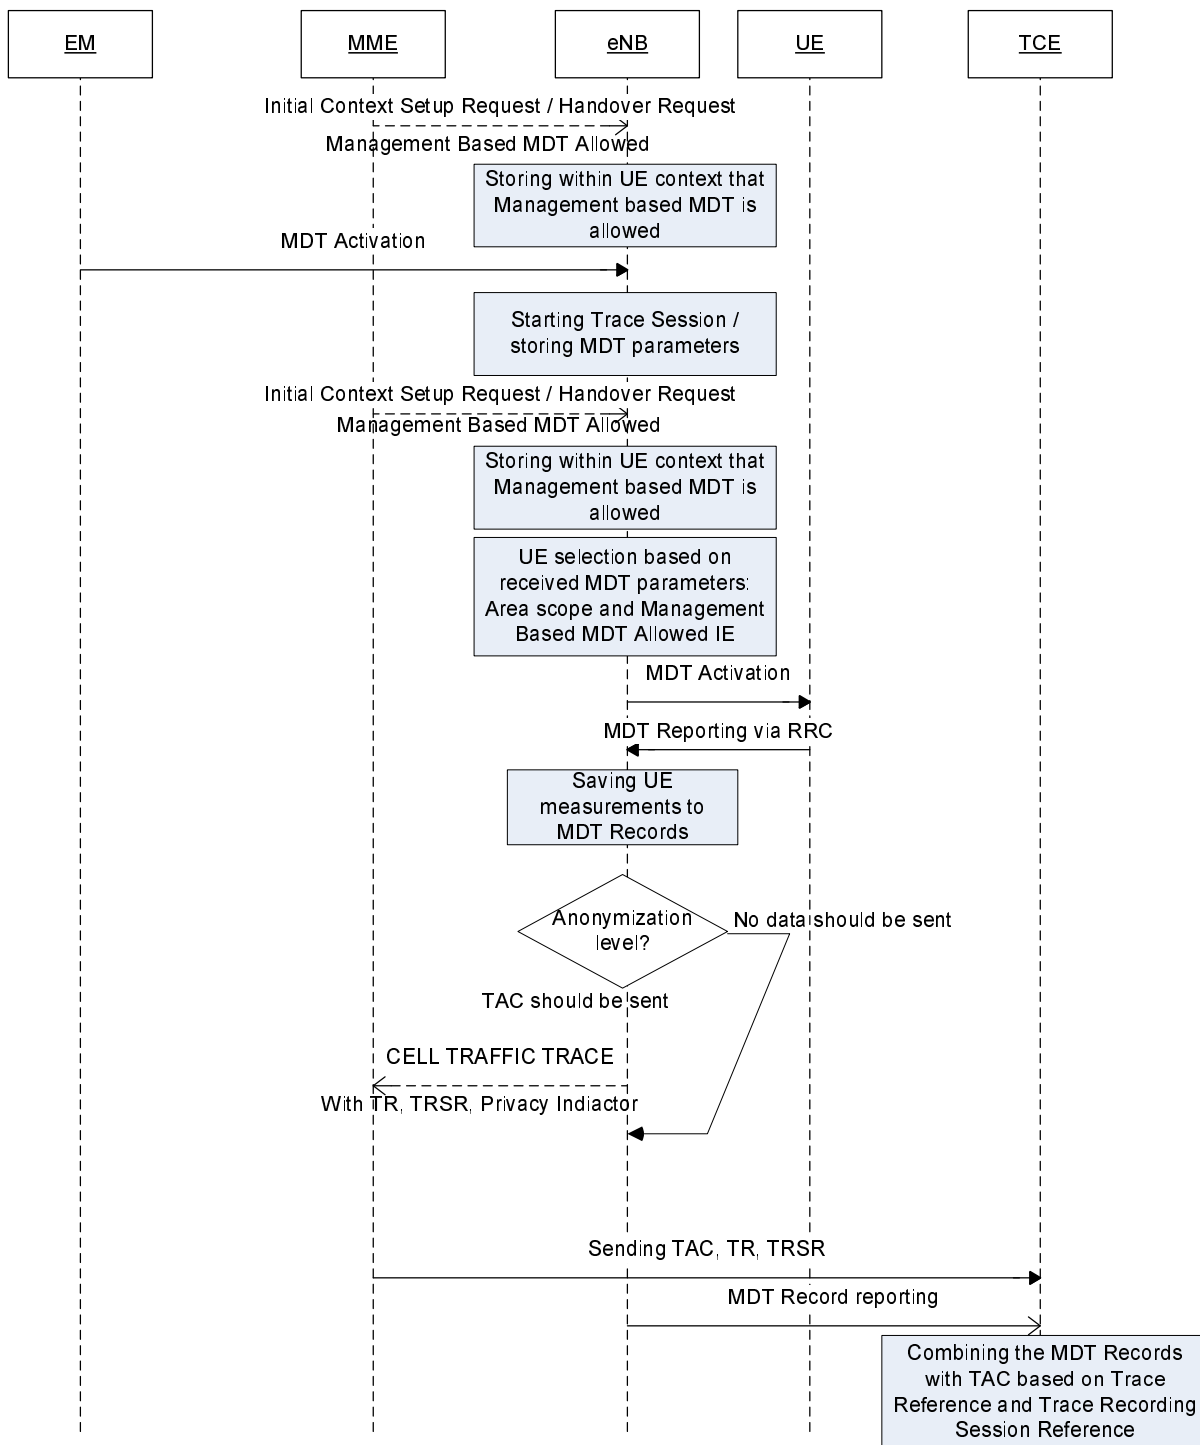 EM
MME
eNB
UE
TCE
Initial Context Setup Request / Handover Request
Management Based MDT Allowed
Storing within UE context that
Management based MDT is
allowed
MDT Activation
Starting Trace Session /
storing MDT parameters
Initial Context Setup Request / Handover Request
Management Based MDT Allowed
Storing within UE context that
Management based MDT is
allowed
UE selection based on
received MDT parameters:
Area scope and Management
Based MDT Allowed IE
MDT Activation
MDT Reporting via RRC
Saving UE
measurements to
MDT Records
Anonymization
level?
No data should be sent
TAC should be sent
CELL TRAFFIC TRACE
With TR, TRSR, Privacy Indiactor
Sending TAC, TR, TRSR
MDT Record reporting
Combining the MDT Records
with TAC based on Trace
Reference and Trace Recording
Session Reference